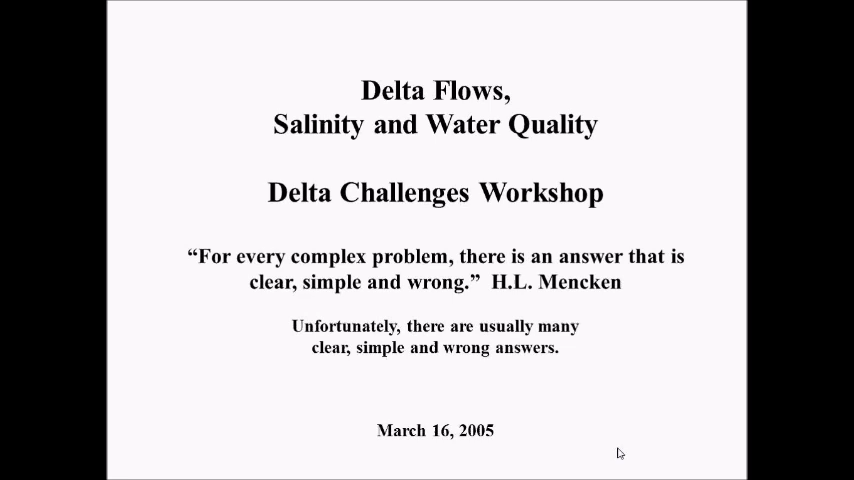 Delta Flows,
Salinity and Water Quality
Delta Challenges Workshop
“For every complex problem, there is an answer that is
clear, simple and wrong.” H.L. Mencken
Unfortunately, there are usually many
clear, simple and wrong answers.
March 16, 2005